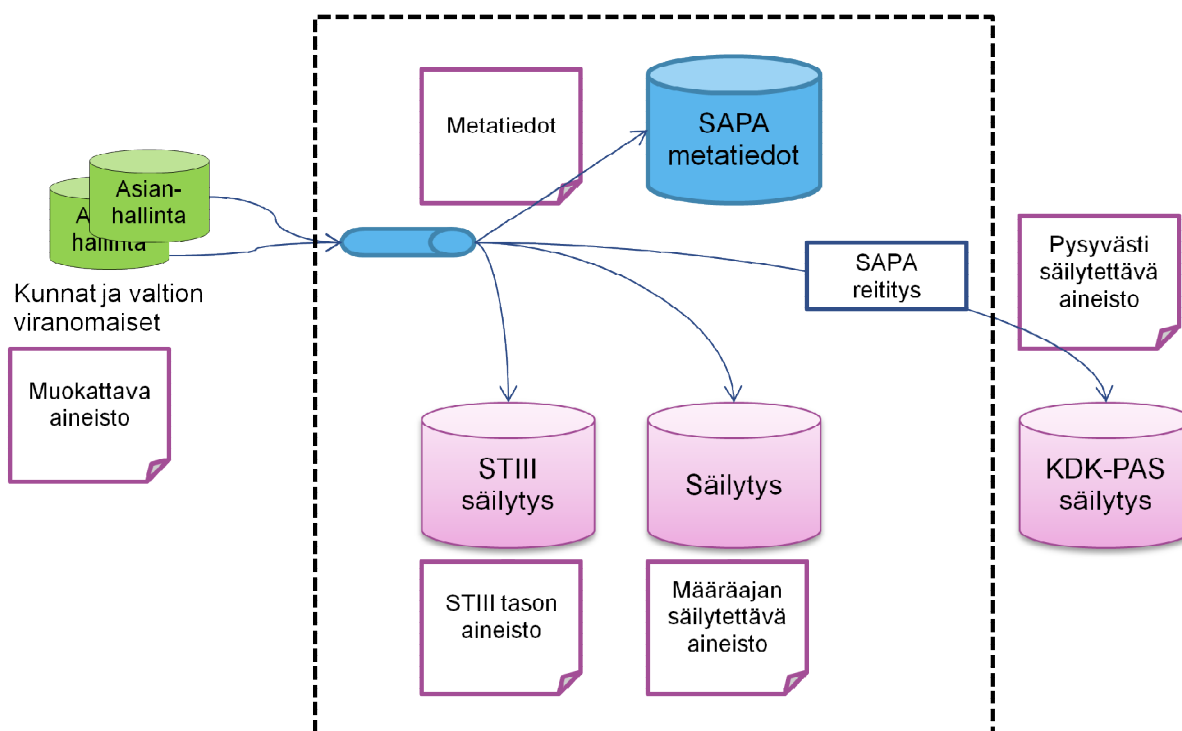 Metatiedot
SAPA
metatiedot
Asian-
hallinta
A
hallinta
Kunnat ja valtion
viranomaiset
Muokattava
aineisto
SAPA
reititys
Pysyvästi
säilytettävä
aineisto
STIII
säilytys
Säilytys
KDK-PAS
säilytys
STIII tason
aineisto
Määräajan
säilytettävä
aineisto